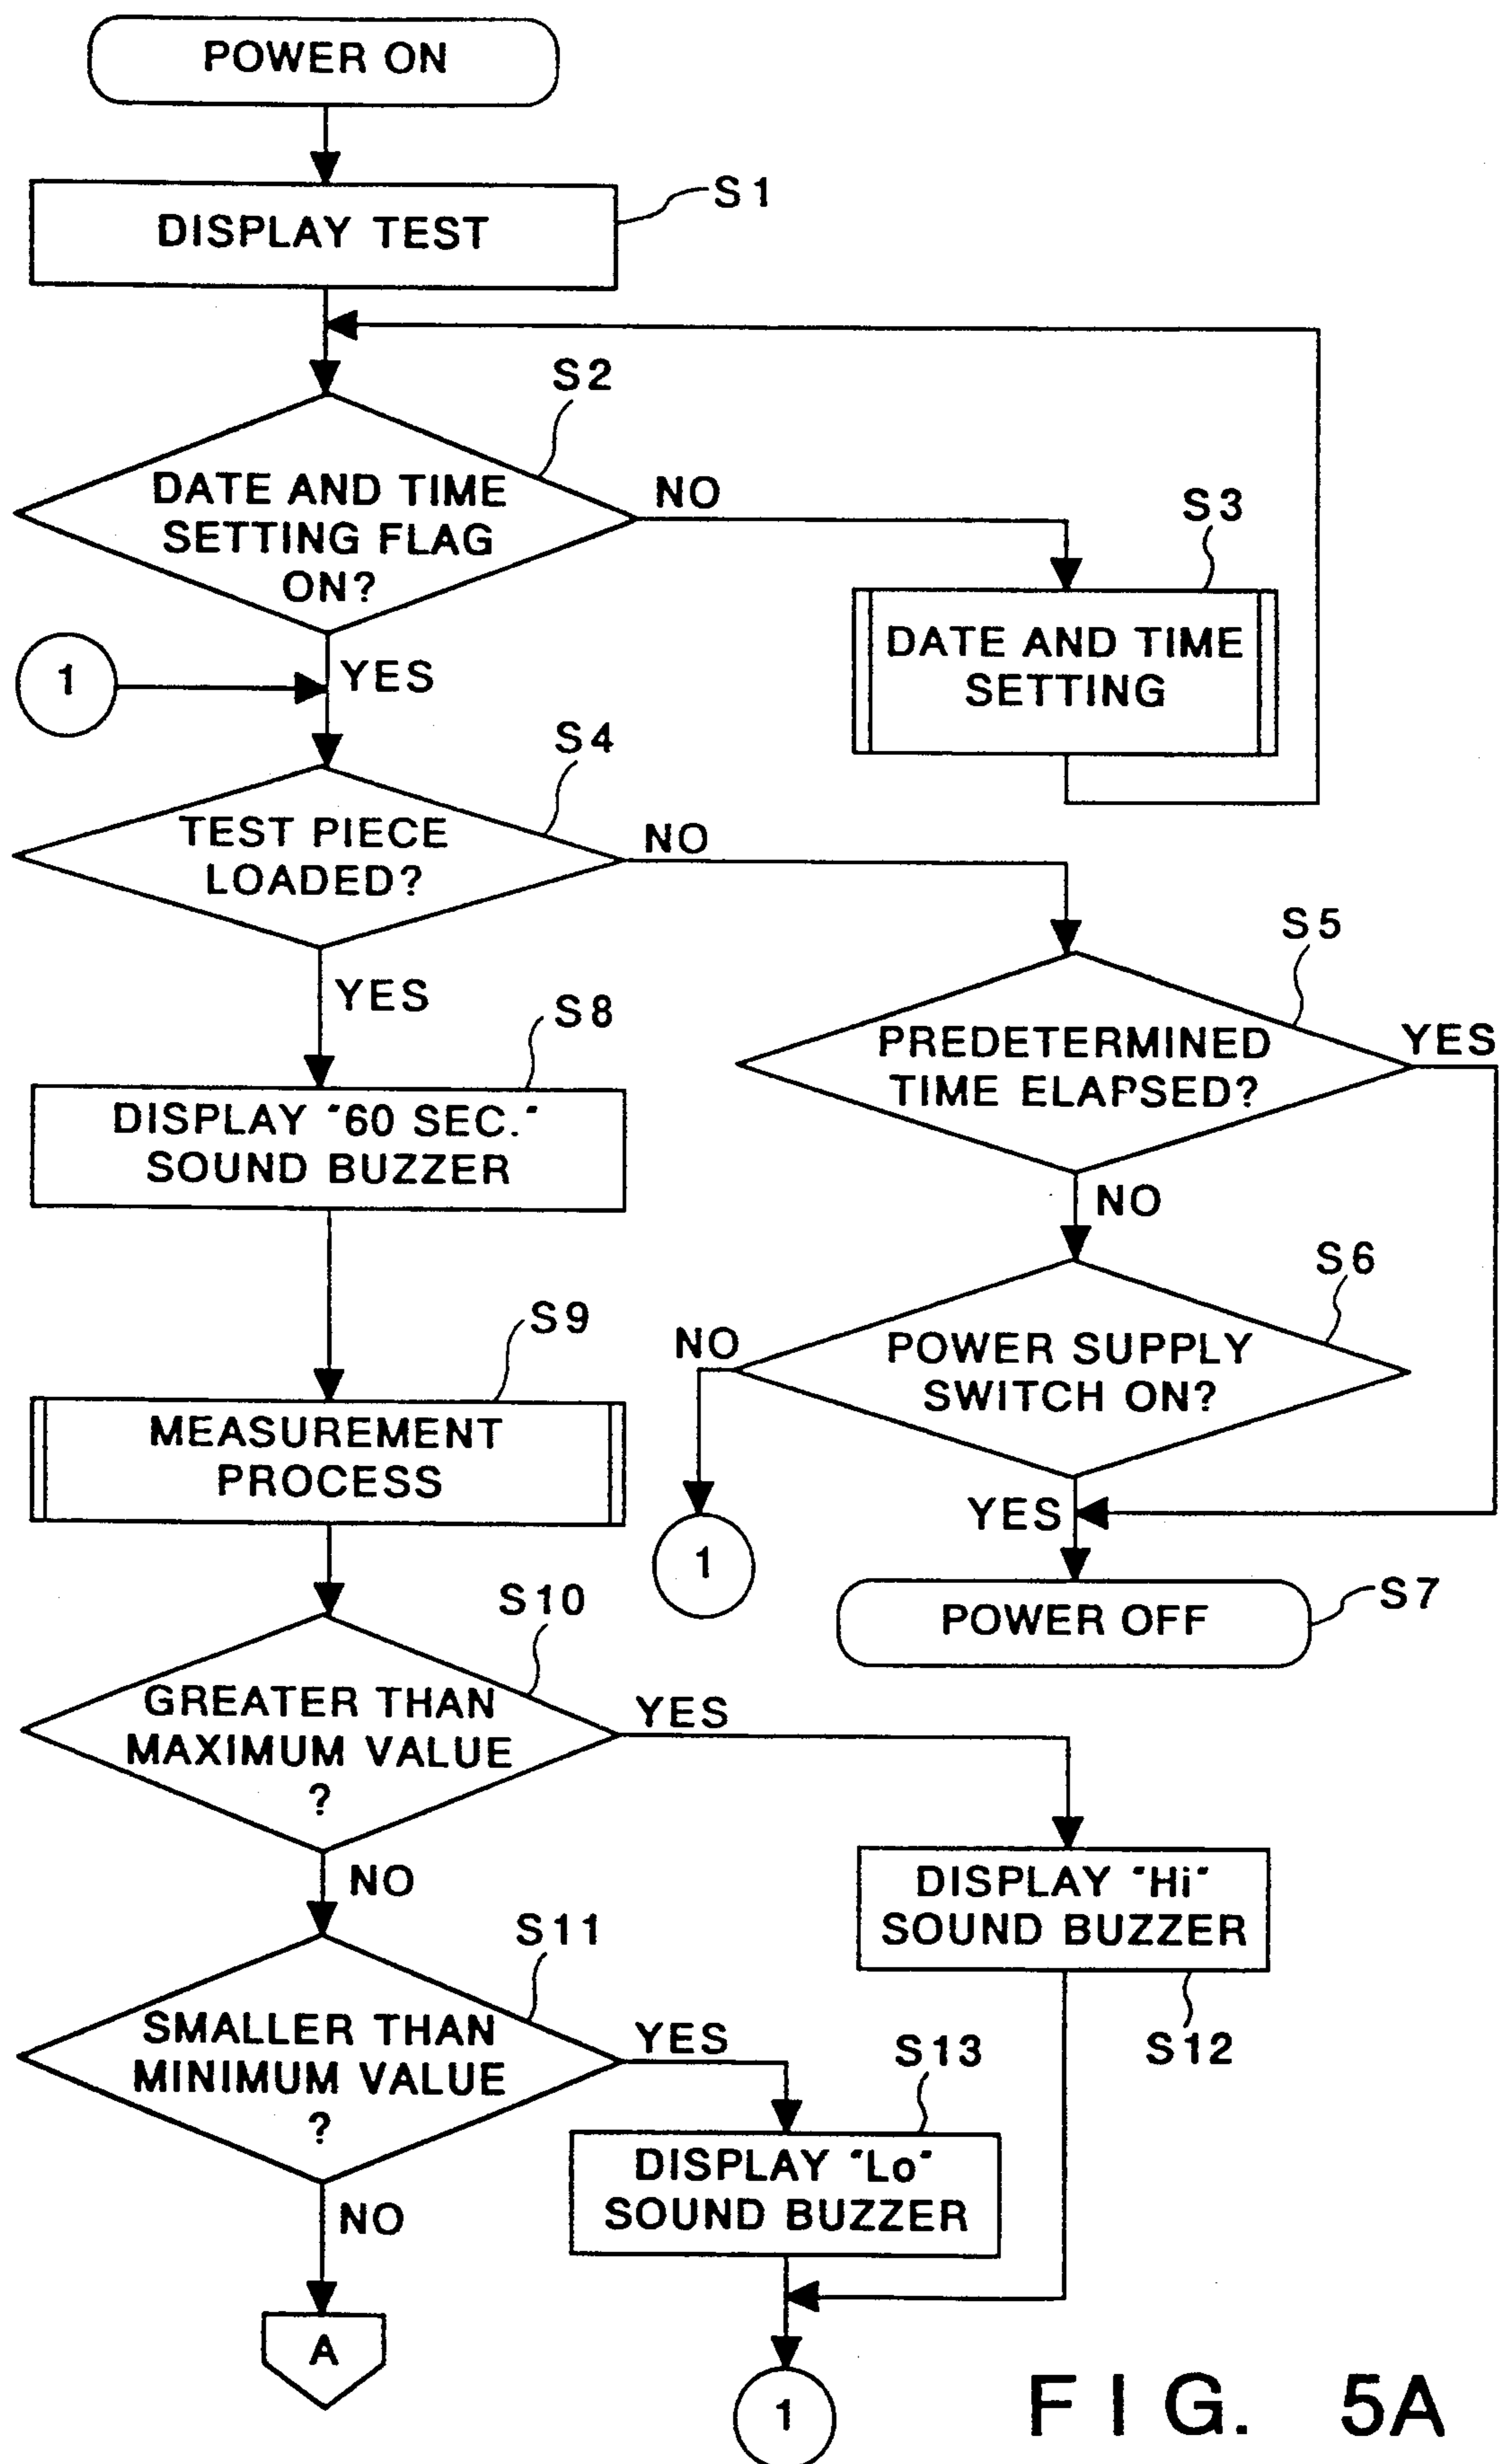 POWER ON
S1
DISPLAY TEST
S2
DATE AND TIME
SETTING FLAG
ON?
NO
S3
DATE AND TIME
SETTING
1
YES
S4
TEST PIECE
LOADED?
NO
S5
PREDETERMINED
TIME ELAPSED?
YES
NO
YES
S8
DISPLAY "60 SEC."
SOUND BUZZER
S6
POWER SUPPLY
SWITCH ON?
NO
1
YES
S7
POWER OFF
S9
MEASUREMENT
PROCESS
S10
GREATER THAN
MAXIMUM VALUE
?
YES
NO
DISPLAY "Hi"
SOUND BUZZER
S12
S11
SMALLER THAN
MINIMUM VALUE
?
YES
S13
DISPLAY "Lo"
SOUND BUZZER
NO
A
1
FIG. 5A